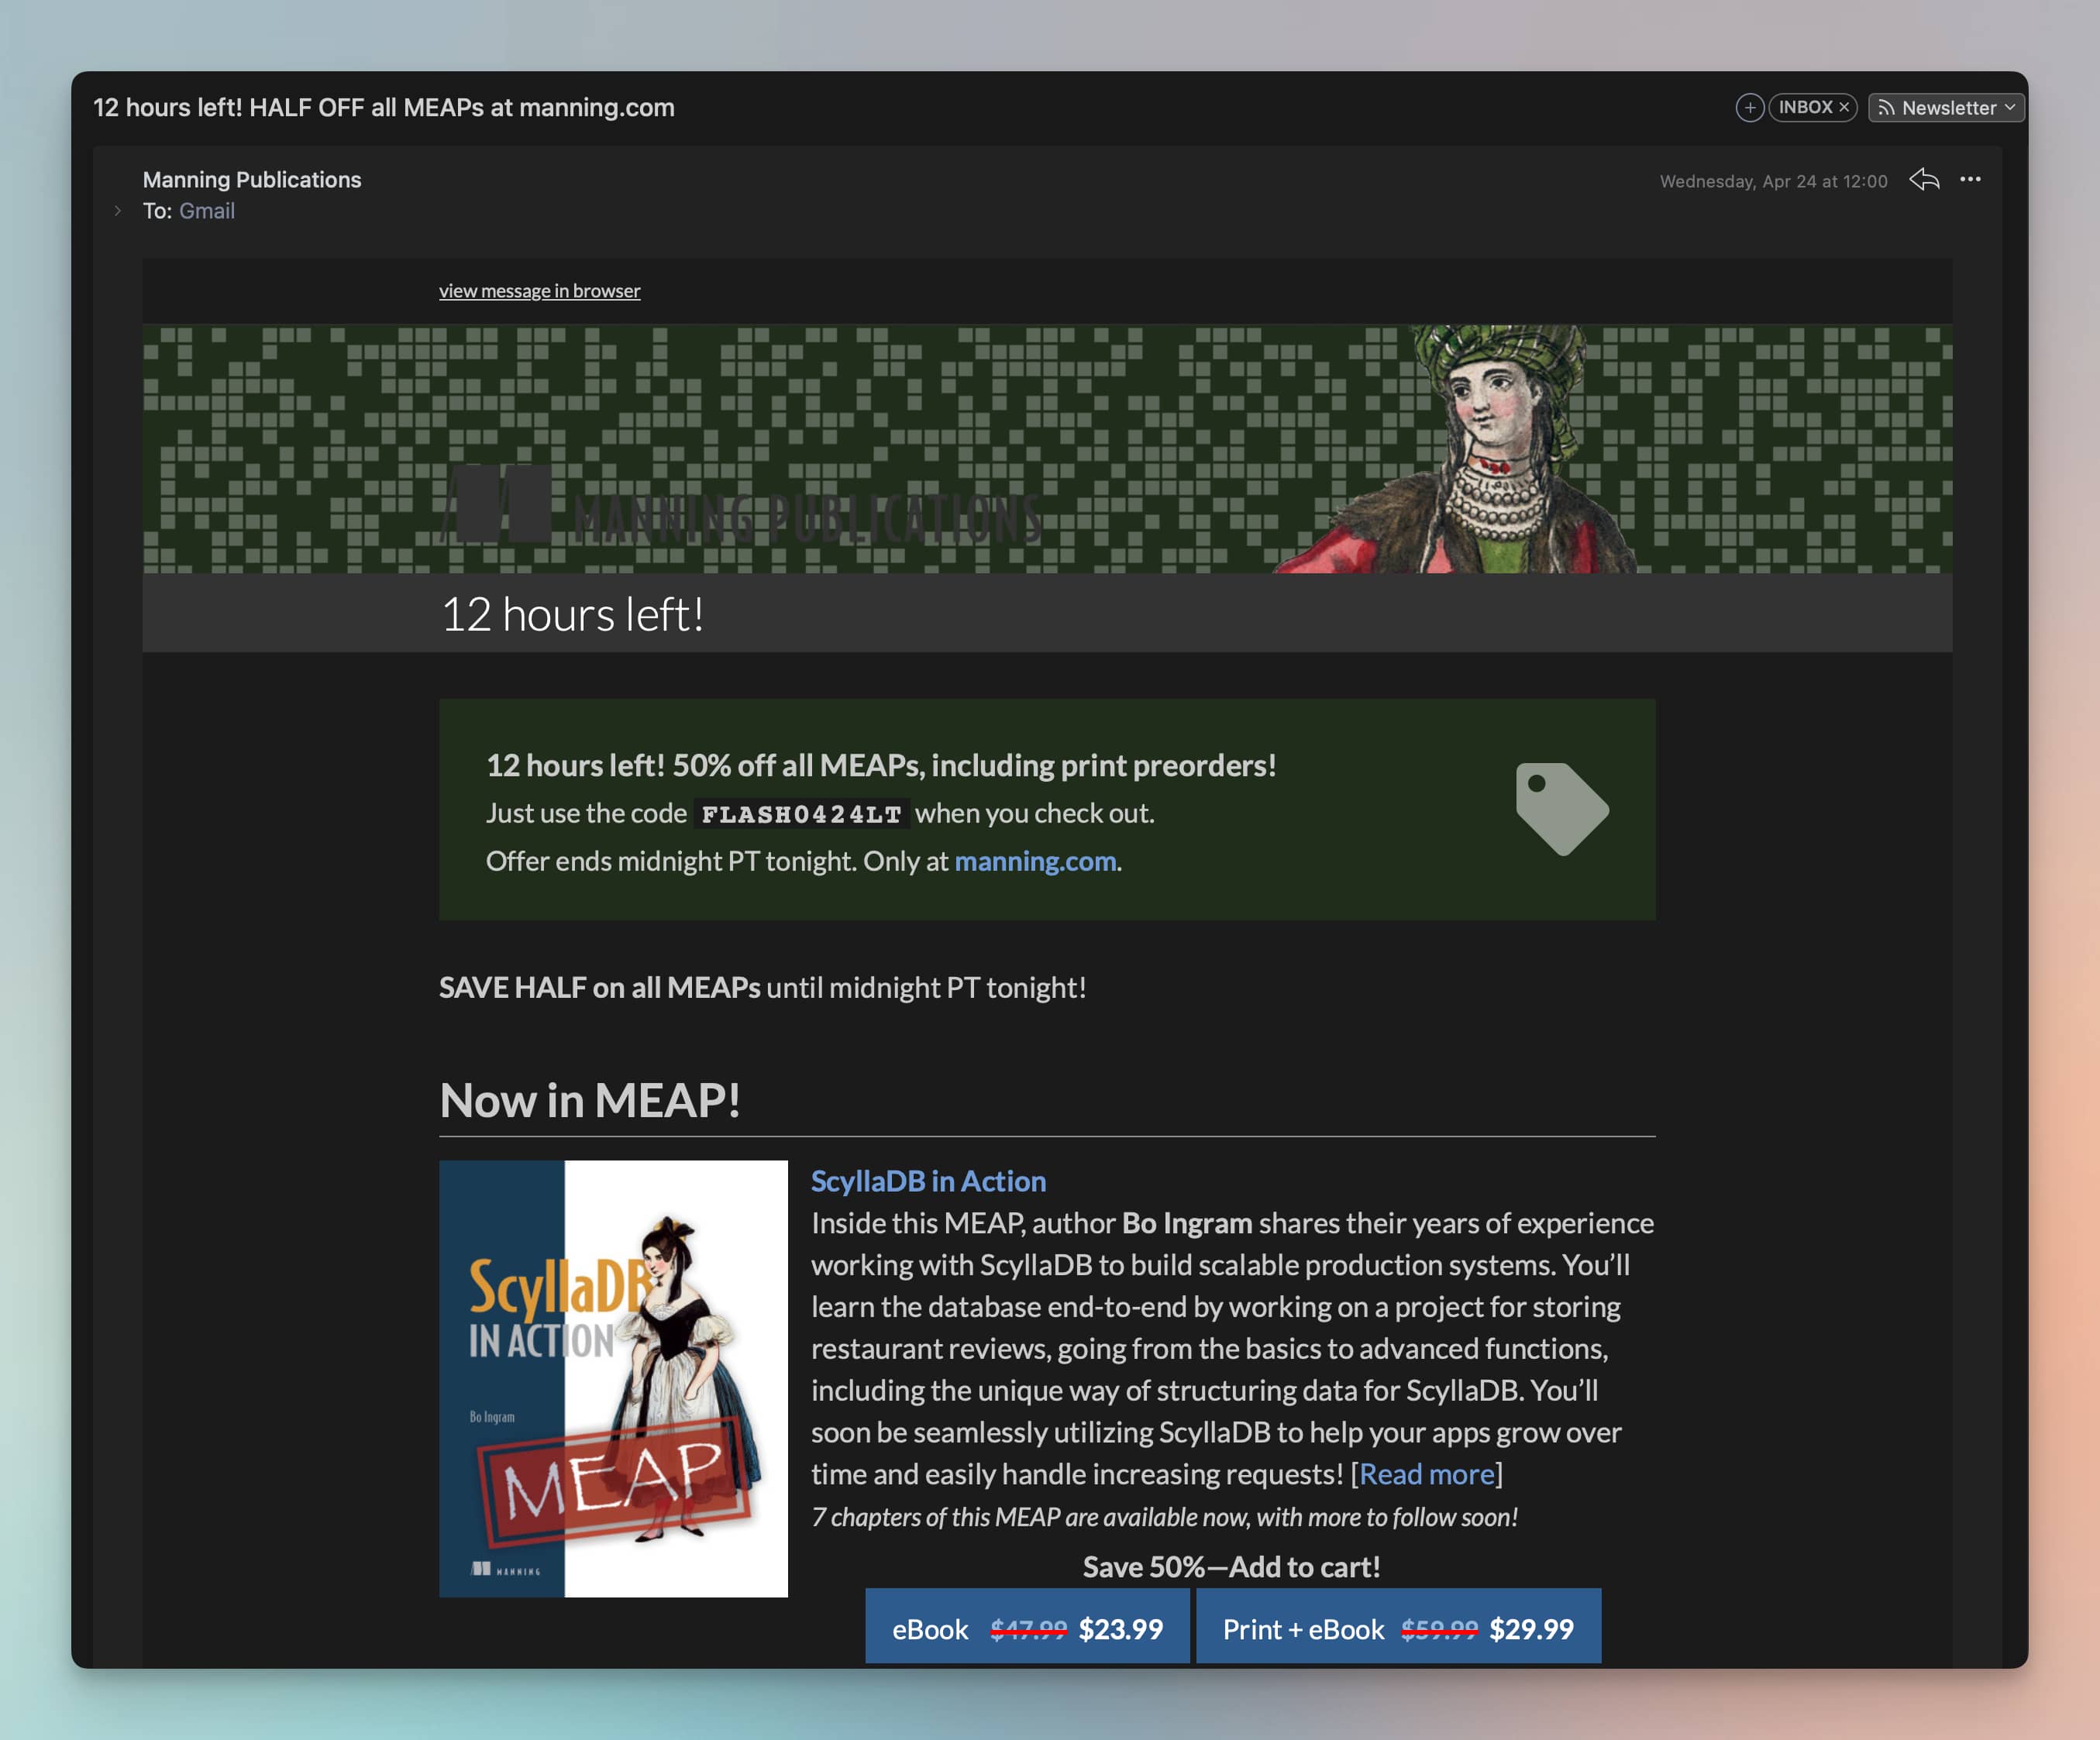 12 hours left! HALF OFF all MEAPs at manning.com
INBOX
Newsletter
Manning Publications
Wednesday, Apr 24 at 12:00
To: Gmail
view message in browser
MANNING PUBLICATIONS
12 hours left!
12 hours left! 50% off all MEAPs, including print preorders!
Just use the code FLASH0424LT when you check out.
Offer ends midnight PT tonight. Only at manning.com.
SAVE HALF on all MEAPs until midnight PT tonight!
Now in MEAP!
ScyllaDB
IN ACTION
Bo Ingram
MEAP
MANNING
ScyllaDB in Action
Inside this MEAP, author Bo Ingram shares their years of experience
working with ScyllaDB to build scalable production systems. You’ll
learn the database end-to-end by working on a project for storing
restaurant reviews, going from the basics to advanced functions,
including the unique way of structuring data for ScyllaDB. You’ll
soon be seamlessly utilizing ScyllaDB to help your apps grow over
time and easily handle increasing requests! [Read more]
7 chapters of this MEAP are available now, with more to follow soon!
Save 50%—Add to cart!
eBook $47.99 $23.99
Print + eBook $59.99 $29.99